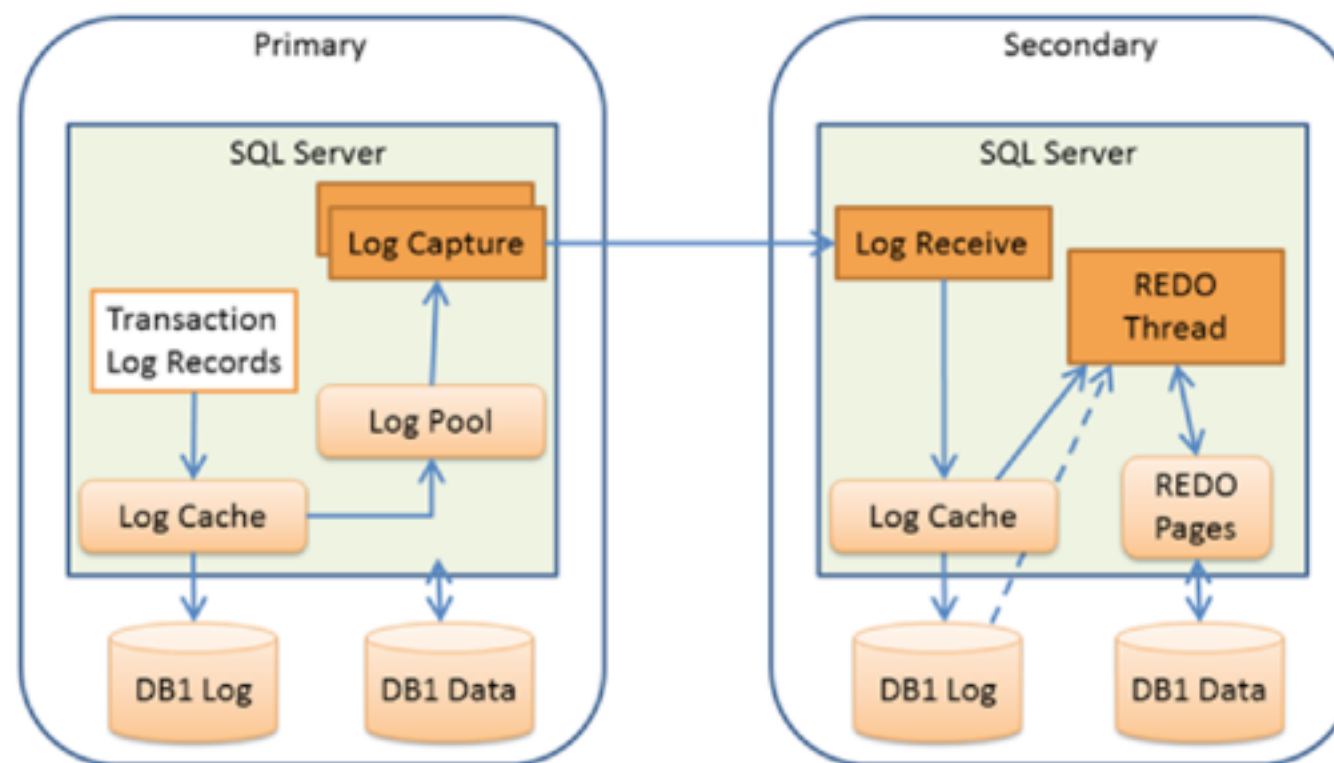 Primary
SQL Server
Log Capture
Transaction
Log Records
Log Pool
Log Cache
DB1 Log
DB1 Data
Secondary
SQL Server
Log Receive
REDO
Thread
Log Cache
REDO
Pages
DB1 Log
DB1 Data